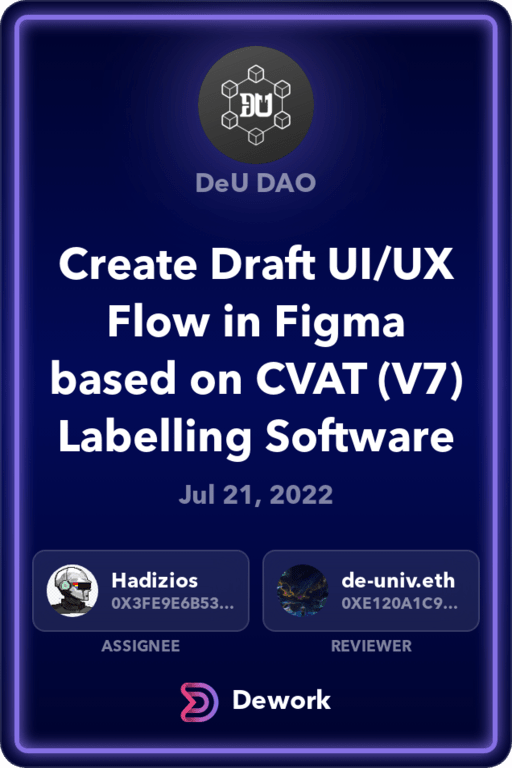 DU
DeU DAO
Create Draft UI/UX
Flow in Figma
based on CVAT (V7)
Labelling Software
Jul 21, 2022
Hadizios
0X3FE9E6B53...
de-univ.eth
0XE120A1C9...
ASSIGNEE
REVIEWER
Dework